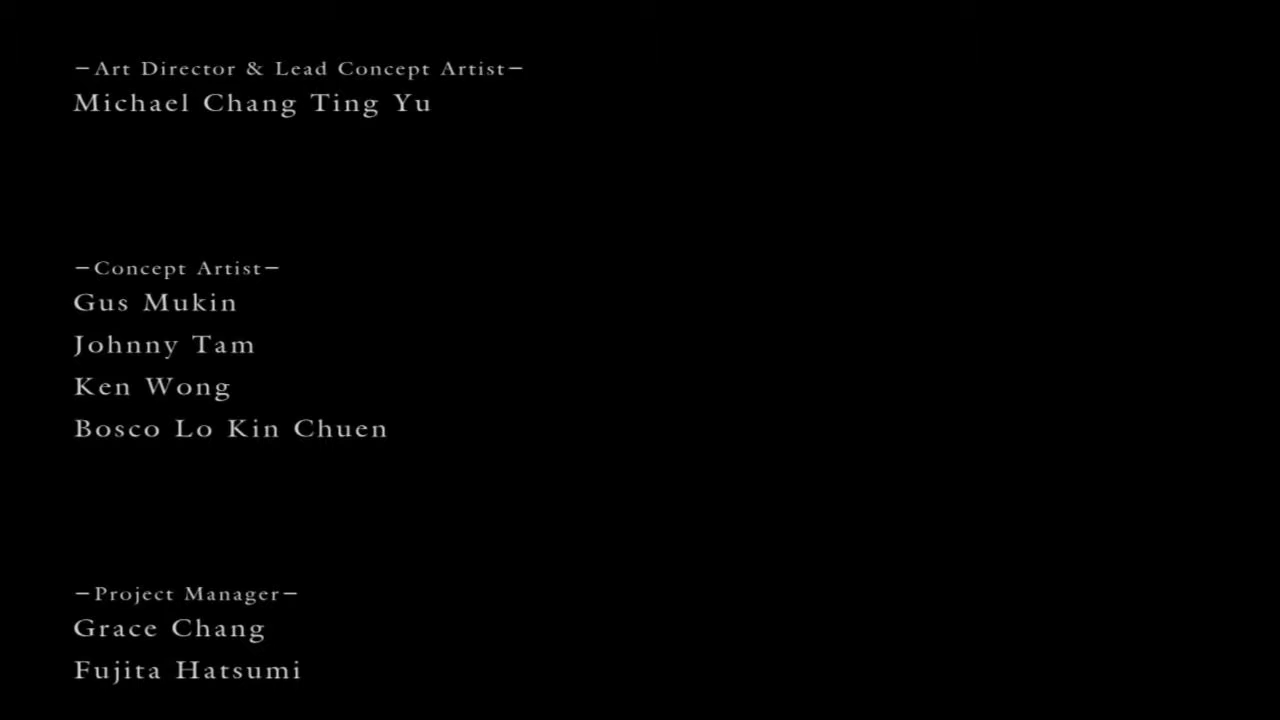 －Art Director & Lead Concept Artist－
Michael Chang Ting Yu
－Concept Artist－
Gus Mukin
Johnny Tam
Ken Wong
Bosco Lo Kin Chuen
－Project Manager－
Grace Chang
Fujita Hatsumi